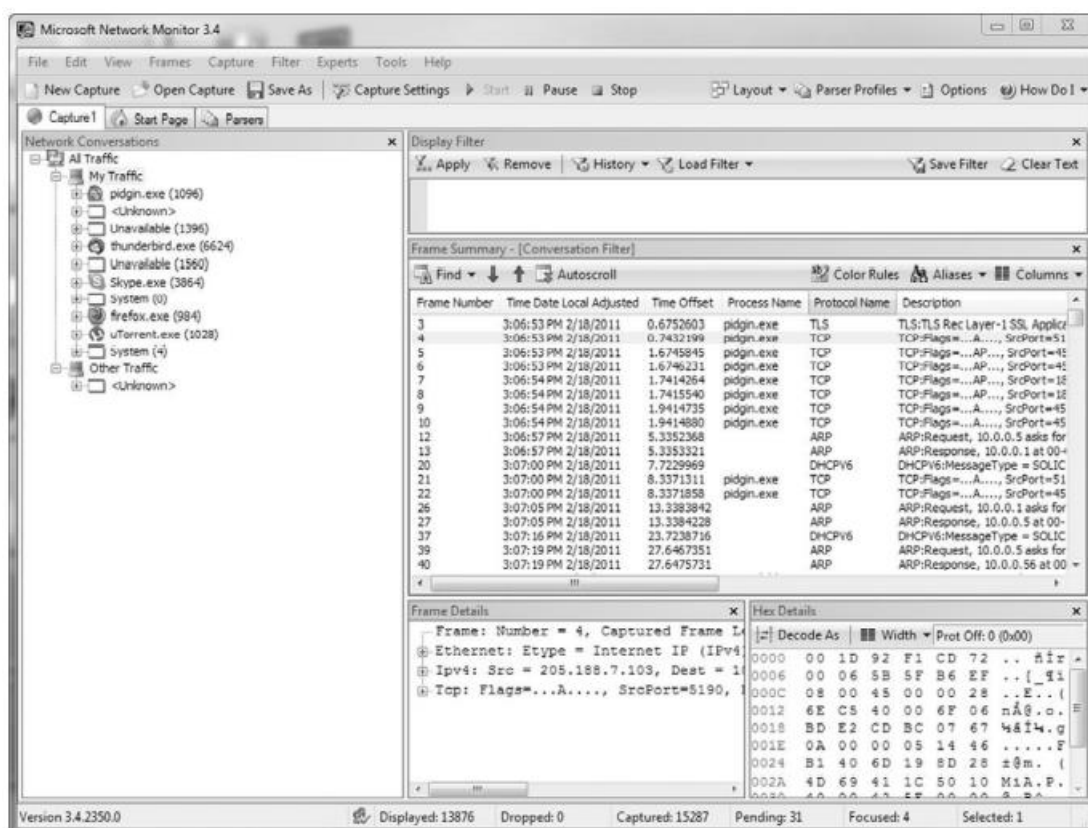 Microsoft Network Monitor 3.4
File Edit View Frames Capture Filter Experts Tools Help
New Capture Open Capture Save As Capture Settings Start Pause Stop Layout Parser Profiles Options How Do I
Capture1 Start Page Parsers
Network Conversations
All Traffic
My Traffic
pidgin.exe (1096)
<Unknown>
Unavailable (1396)
thunderbird.exe (6624)
Unavailable (1560)
Skype.exe (3864)
System (0)
firefox.exe (984)
uTorrent.exe (1028)
System (4)
Other Traffic
<Unknown>
Display Filter
Apply Remove History Load Filter Save Filter Clear Text
Frame Summary - [Conversation Filter]
Find Autoscroll Color Rules Aliases Columns
Frame Number Time Date Local Adjusted Time Offset Process Name Protocol Name Description
3 3:06:53 PM 2/18/2011 0.6752603 pidgin.exe TLS TLS:TLS Rec Layer-1 SSL Applica
4 3:06:53 PM 2/18/2011 0.7432199 pidgin.exe TCP TCP:Flags=...A...., SrcPort=51
5 3:06:53 PM 2/18/2011 1.6745845 pidgin.exe TCP TCP:Flags=...AP..., SrcPort=45
6 3:06:53 PM 2/18/2011 1.6746231 pidgin.exe TCP TCP:Flags=...AP..., SrcPort=45
7 3:06:54 PM 2/18/2011 1.7414264 pidgin.exe TCP TCP:Flags=...AP..., SrcPort=18
8 3:06:54 PM 2/18/2011 1.7415540 pidgin.exe TCP TCP:Flags=...AP..., SrcPort=18
9 3:06:54 PM 2/18/2011 1.9414735 pidgin.exe TCP TCP:Flags=...A...., SrcPort=45
10 3:06:54 PM 2/18/2011 1.9414880 pidgin.exe TCP TCP:Flags=...A...., SrcPort=45
12 3:06:57 PM 2/18/2011 5.3352368 ARP ARP:Request, 10.0.0.5 asks for
13 3:06:57 PM 2/18/2011 5.3353321 ARP ARP:Response, 10.0.0.1 at 00-
20 3:07:00 PM 2/18/2011 7.7229969 DHCPV6 DHCPV6:MessageType = SOLIC
21 3:07:00 PM 2/18/2011 8.3371311 pidgin.exe TCP TCP:Flags=...A...., SrcPort=51
22 3:07:00 PM 2/18/2011 8.3371858 pidgin.exe TCP TCP:Flags=...A...., SrcPort=45
26 3:07:05 PM 2/18/2011 13.3383842 ARP ARP:Request, 10.0.0.1 asks for
27 3:07:05 PM 2/18/2011 13.3384228 ARP ARP:Response, 10.0.0.5 at 00-
37 3:07:16 PM 2/18/2011 23.7238716 DHCPV6 DHCPV6:MessageType = SOLIC
39 3:07:19 PM 2/18/2011 27.6467351 ARP ARP:Request, 10.0.0.5 asks for
40 3:07:19 PM 2/18/2011 27.6475731 ARP ARP:Response, 10.0.0.56 at 00
Frame Details
Frame: Number = 4, Captured Frame L
Ethernet: Etype = Internet IP (IPv4
Ipv4: Src = 205.188.7.103, Dest = 1
Tcp: Flags=...A...., SrcPort=5190,
Hex Details
Decode As Width Prot Off: 0 (0x00)
0000 00 1D 92 F1 CD 72 .. ñÍr
0006 00 06 5B 5F B6 EF ..[_¶ï
000C 08 00 45 00 00 28 ..E..(
0012 6E C5 40 00 6F 06 nÅ@.o.
0018 BD E2 CD BC 07 67 ½âÍ¼.g
001E 0A 00 00 05 14 46 .....F
0024 B1 40 6D 19 8D 28 ±@m. (
002A 4D 69 41 1C 50 10 MiA.P.
Version 3.4.2350.0 Displayed: 13876 Dropped: 0 Captured: 15287 Pending: 31 Focused: 4 Selected: 1